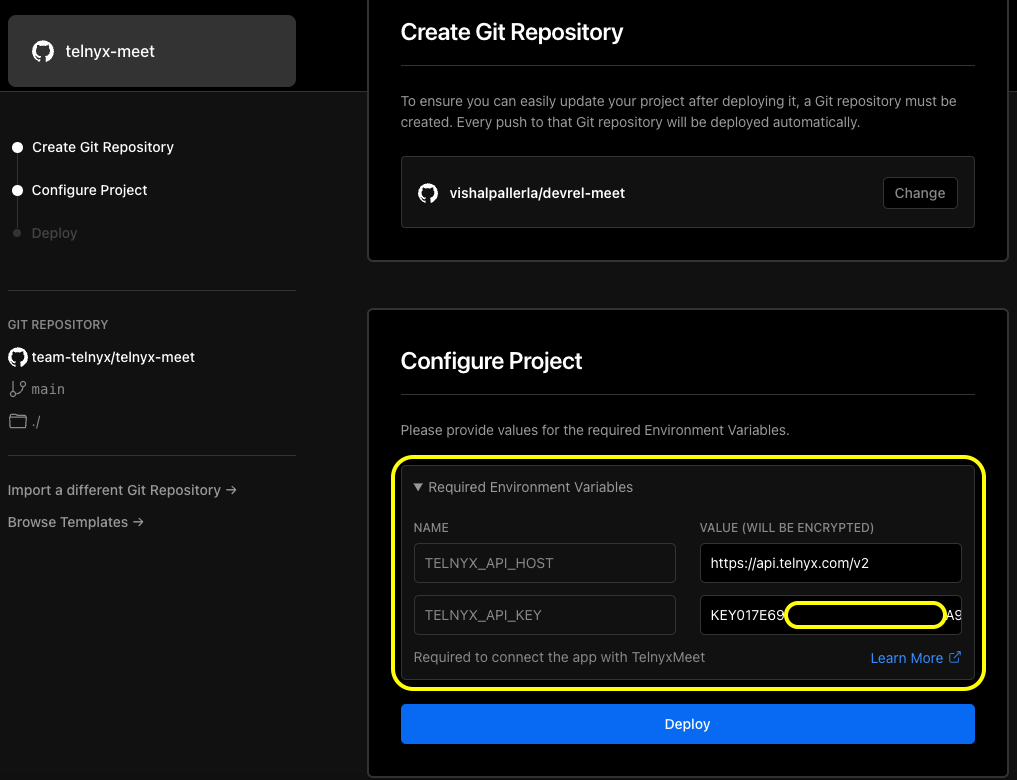 telnyx-meet
Create Git Repository
Configure Project
Deploy
GIT REPOSITORY
team-telnyx/telnyx-meet
main
./
Import a different Git Repository →
Browse Templates →
Create Git Repository
To ensure you can easily update your project after deploying it, a Git repository must be
created. Every push to that Git repository will be deployed automatically.
vishalpallerla/devrel-meet
Change
Configure Project
Please provide values for the required Environment Variables.
▼ Required Environment Variables
NAME VALUE (WILL BE ENCRYPTED)
TELNYX_API_HOST https://api.telnyx.com/v2
TELNYX_API_KEY KEY017E69 A9
Required to connect the app with TelnyxMeet Learn More
Deploy